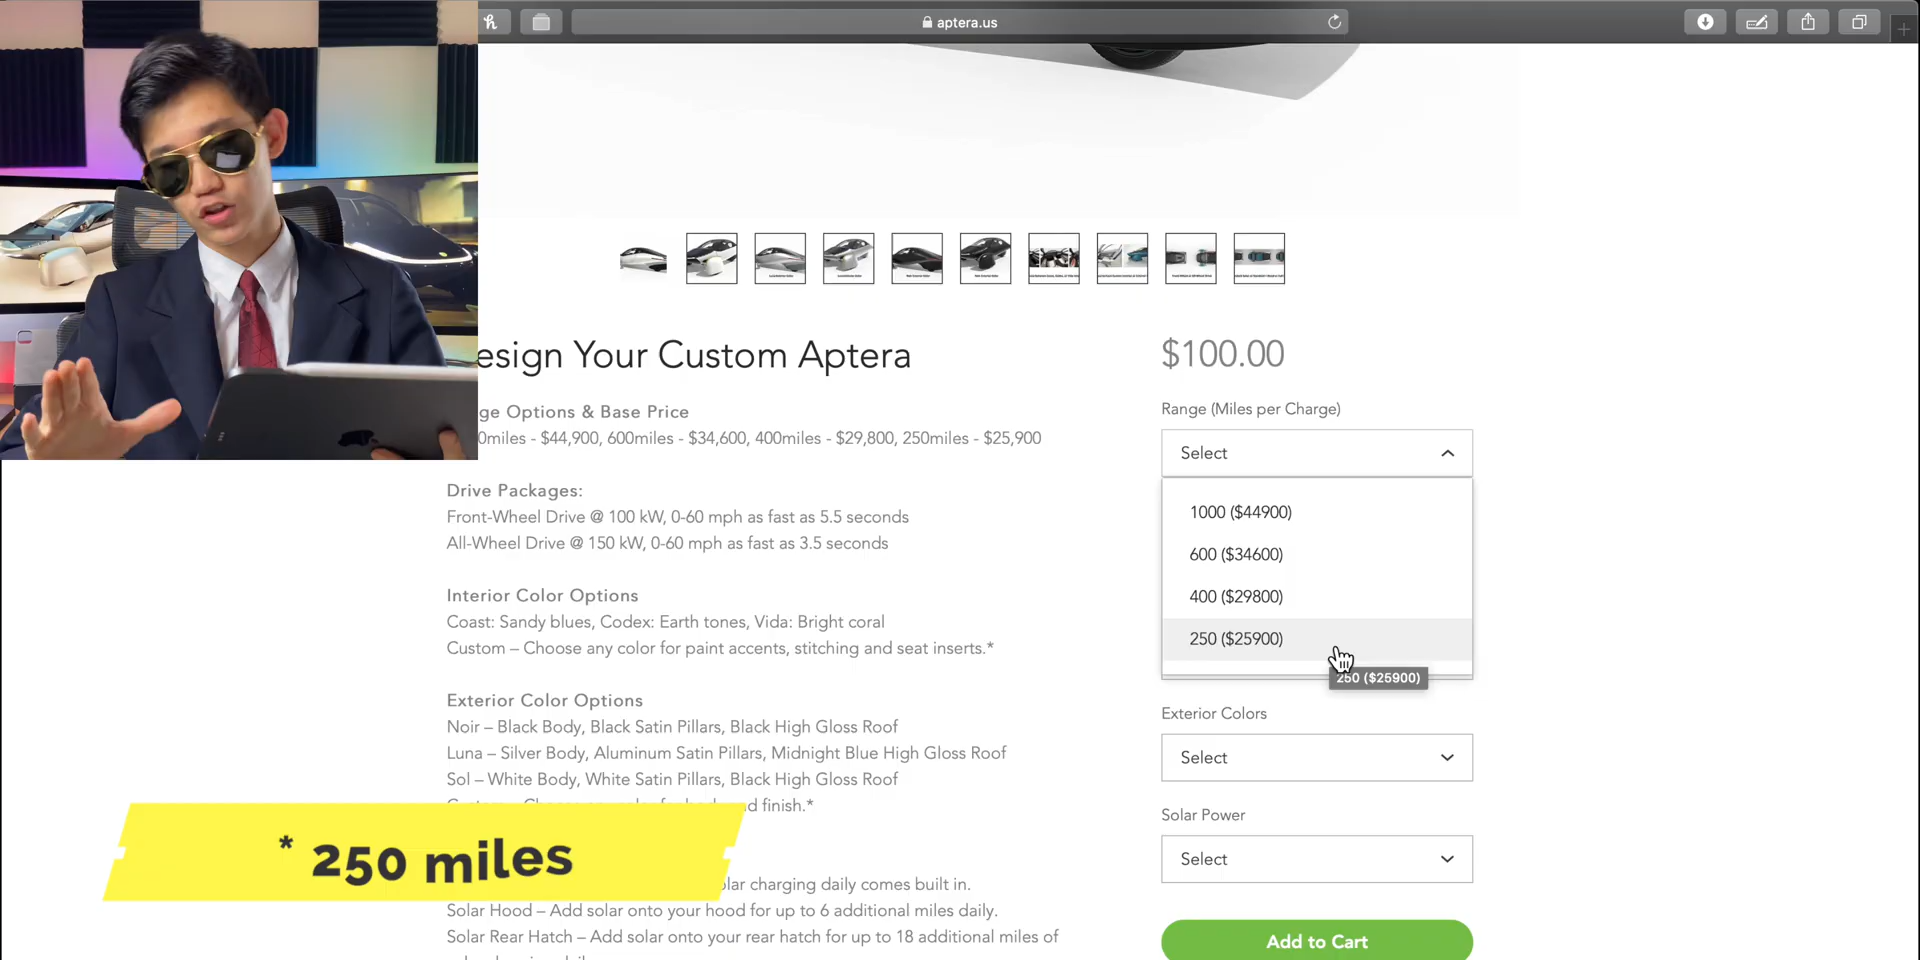 aptera.us
esign Your Custom Aptera
ge Options & Base Price
0miles - $44,900, 600miles - $34,600, 400miles - $29,800, 250miles - $25,900
Drive Packages:
Front-Wheel Drive @ 100 kW, 0-60 mph as fast as 5.5 seconds
All-Wheel Drive @ 150 kW, 0-60 mph as fast as 3.5 seconds
Interior Color Options
Coast: Sandy blues, Codex: Earth tones, Vida: Bright coral
Custom – Choose any color for paint accents, stitching and seat inserts.*
Exterior Color Options
Noir – Black Body, Black Satin Pillars, Black High Gloss Roof
Luna – Silver Body, Aluminum Satin Pillars, Midnight Blue High Gloss Roof
Sol – White Body, White Satin Pillars, Black High Gloss Roof
finish.*
* 250 miles
lar charging daily comes built in.
Solar Hood – Add solar onto your hood for up to 6 additional miles daily.
Solar Rear Hatch – Add solar onto your rear hatch for up to 18 additional miles of
$100.00
Range (Miles per Charge)
Select
1000 ($44900)
600 ($34600)
400 ($29800)
250 ($25900)
250 ($25900)
Exterior Colors
Select
Solar Power
Select
Add to Cart